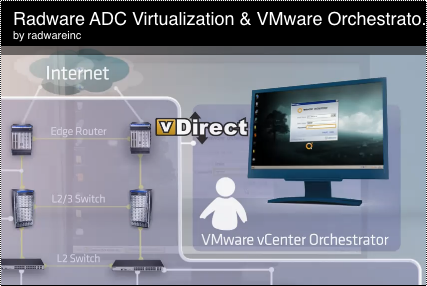 Radware ADC Virtualization & VMware Orchestrato..
by radwareinc
Internet
Edge Router
vDirect
L2/3 Switch
VMware vCenter Orchestrator
L2 Switch